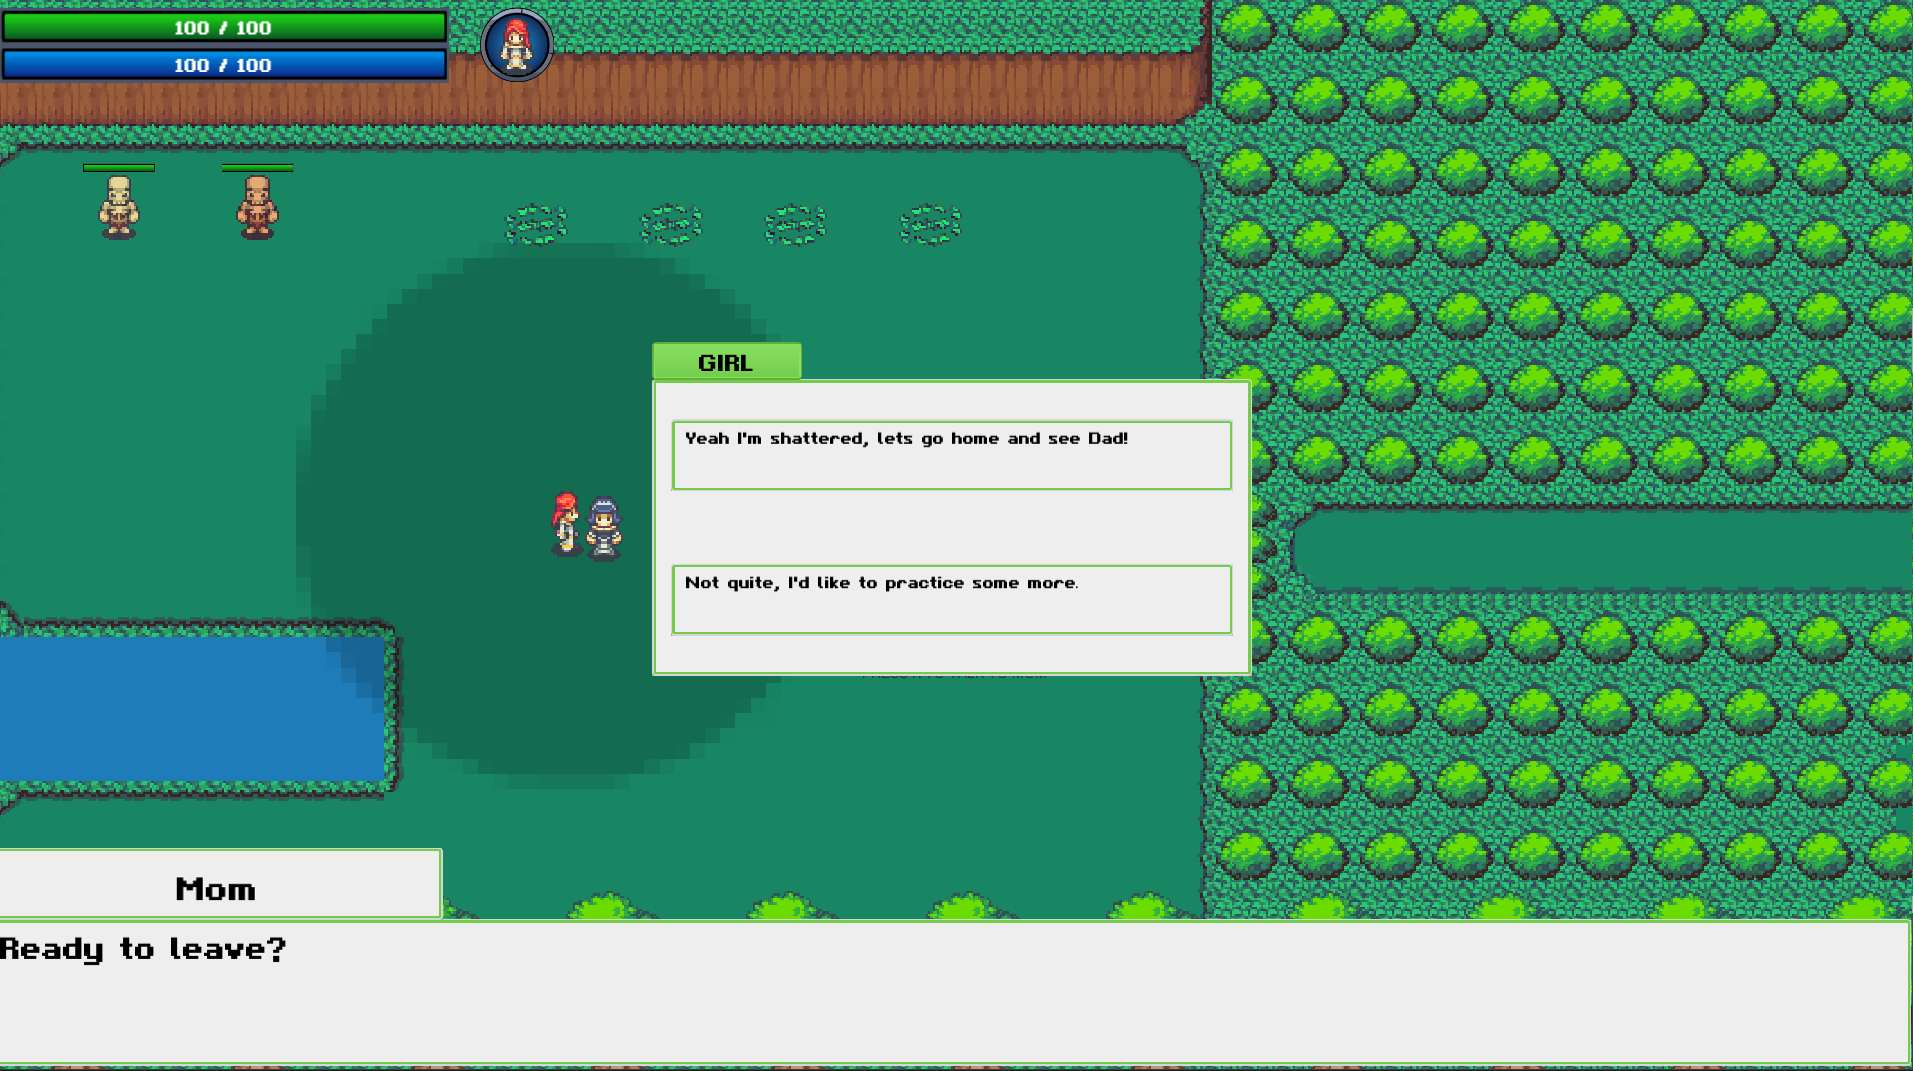 100 / 100
100 / 100
GIRL
Yeah I'm shattered, lets go home and see Dad!
Not quite, I'd like to practice some more.
Mom
Ready to leave?